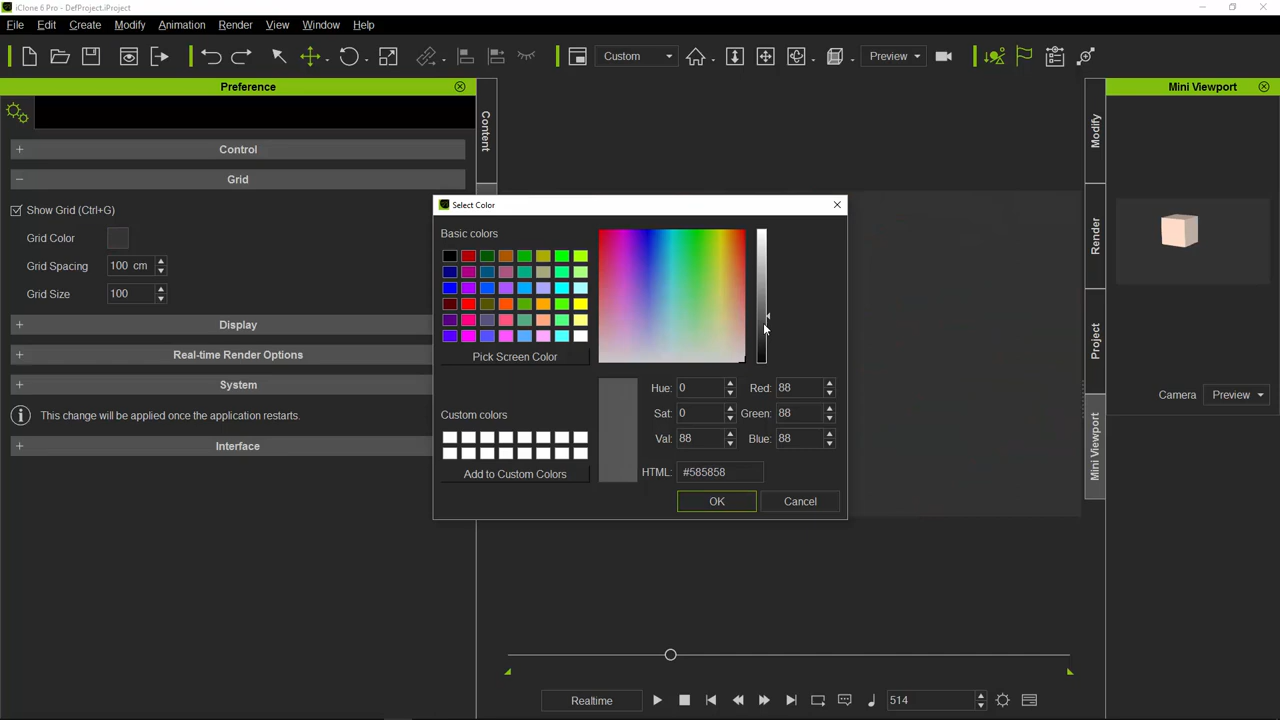 iClone 6 Pro - DefProject.iProject
File Edit Create Modify Animation Render View Window Help
Custom Preview
Preference Mini Viewport
Content Modify
Control
Grid
Select Color
Show Grid (Ctrl+G)
Basic colors
Grid Color
Render
Grid Spacing 100 cm
Grid Size 100
Display
Project
Real-time Render Options
Pick Screen Color
System
Hue: 0 Red: 88
Camera Preview
This change will be applied once the application restarts.
Custom colors
Sat: 0 Green: 88
Val: 88 Blue: 88
Interface
Mini Viewport
Add to Custom Colors
HTML: #585858
OK Cancel
Realtime 514